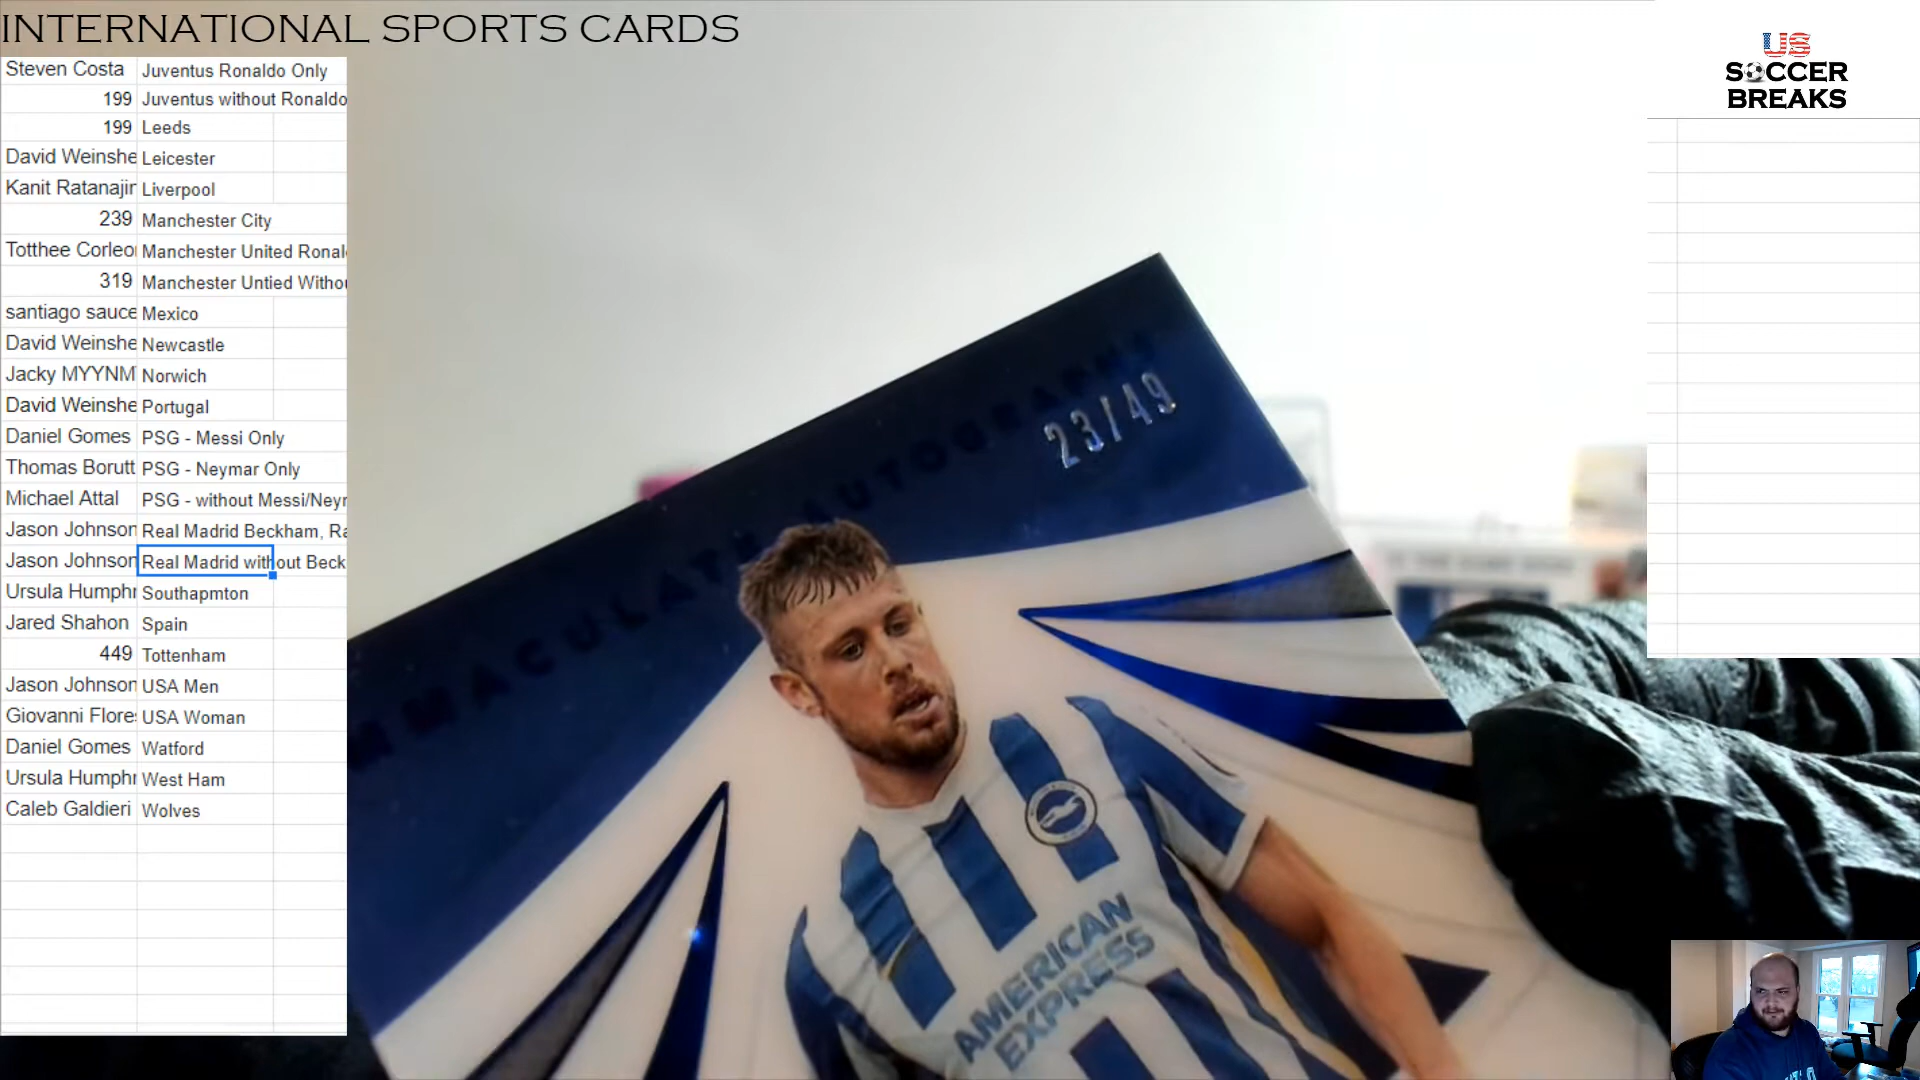 INTERNATIONAL SPORTS CARDS
US
SOCCER
BREAKS
Steven Costa Juventus Ronaldo Only
199 Juventus without Ronaldo
199 Leeds
David Weinshe Leicester
Kanit Ratanajir Liverpool
239 Manchester City
Totthee Corleo Manchester United Ronal
319 Manchester Untied Withou
santiago sauce Mexico
David Weinshe Newcastle
Jacky MYYNM Norwich
David Weinshe Portugal
Daniel Gomes PSG - Messi Only
Thomas Borutt PSG - Neymar Only
Michael Attal PSG - without Messi/Neyr
Jason Johnson Real Madrid Beckham, Ra
Jason Johnson Real Madrid without Beck
Ursula Humphr Southapmton
Jared Shahon Spain
449 Tottenham
Jason Johnson USA Men
Giovanni Flore USA Woman
Daniel Gomes Watford
Ursula Humphr West Ham
Caleb Galdieri Wolves
IMMACULATE AUTOGRAPHS
23/49
AMERICAN
EXPRESS